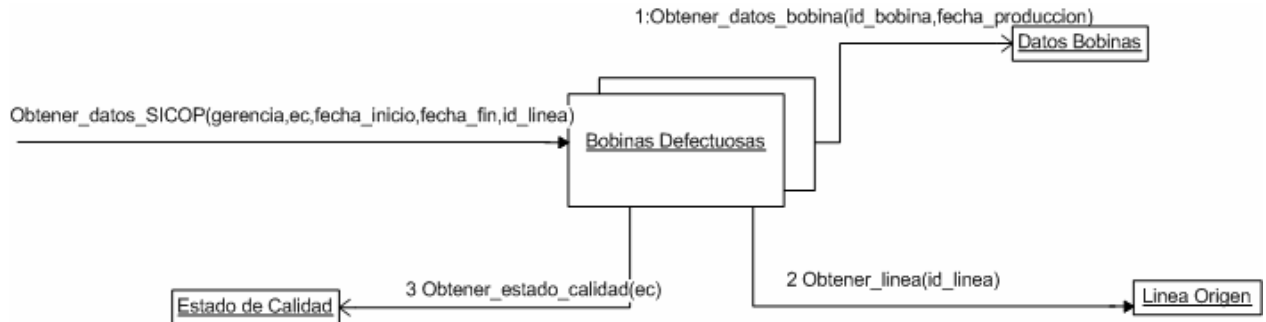 1:Obtener_datos_bobina(id_bobina,fecha_produccion)
Datos Bobinas
Obtener_datos_SICOP(gerencia,ec,fecha_inicio,fecha_fin,id_linea)
Bobinas Defectuosas
3 Obtener_estado_calidad(ec)
2 Obtener_linea(id_linea)
Estado de Calidad
Linea Origen